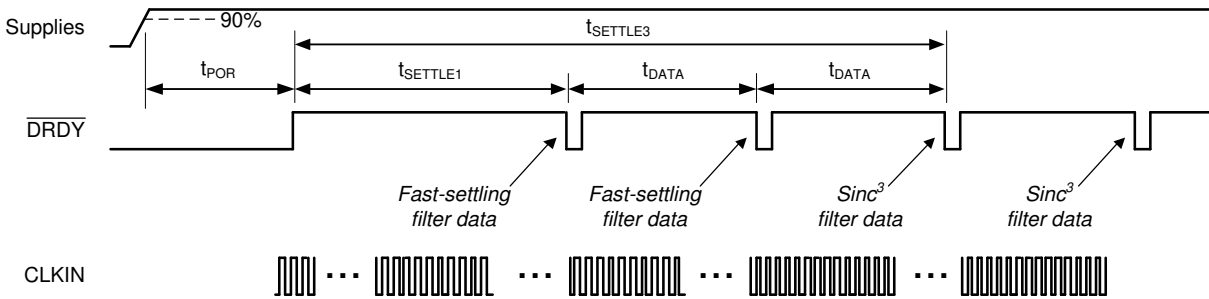 Supplies
90%
tSETTLE3
tPOR
tSETTLE1
tDATA
tDATA
DRDY
Fast-settling
filter data
Fast-settling
filter data
Sinc³
filter data
Sinc³
filter data
CLKIN